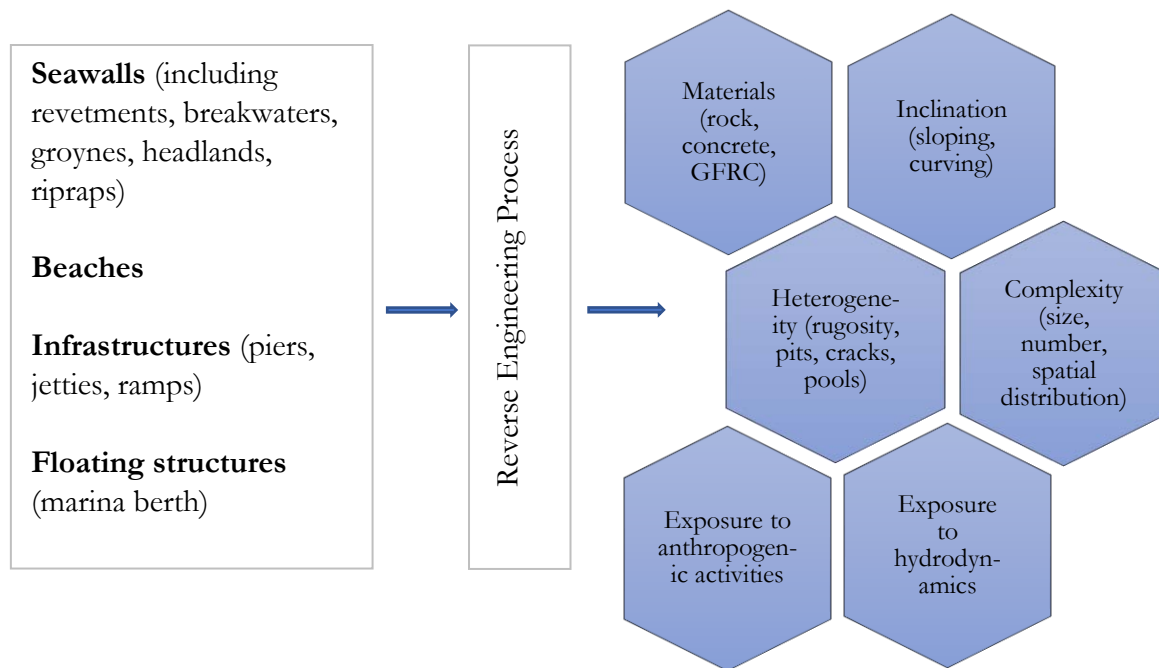 Seawalls (including
revetments, breakwaters,
groynes, headlands,
ripraps)
Beaches
Infrastructures (piers,
jetties, ramps)
Floating structures
(marina berth)
Reverse Engineering Process
Materials
(rock,
concrete,
GFRC)
Inclination
(sloping,
curving)
Heterogene-
ity (rugosity,
pits, cracks,
pools)
Complexity
(size,
number,
spatial
distribution)
Exposure to
anthropogen-
ic activities
Exposure
to
hydrodyn-
amics